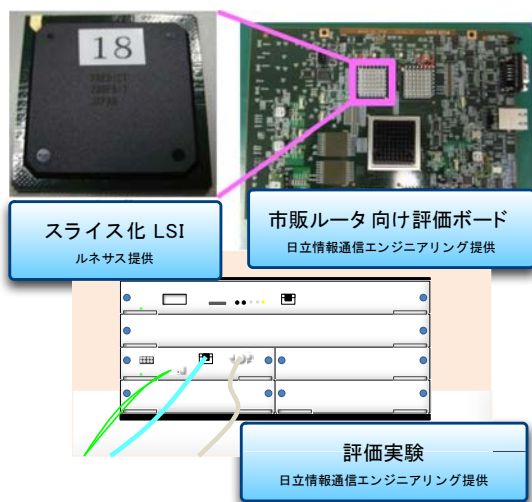 18
スライス化 LSI
ルネサス提供
市販ルータ向け評価ボード
日立情報通信エンジニアリング提供
評価実験
日立情報通信エンジニアリング提供